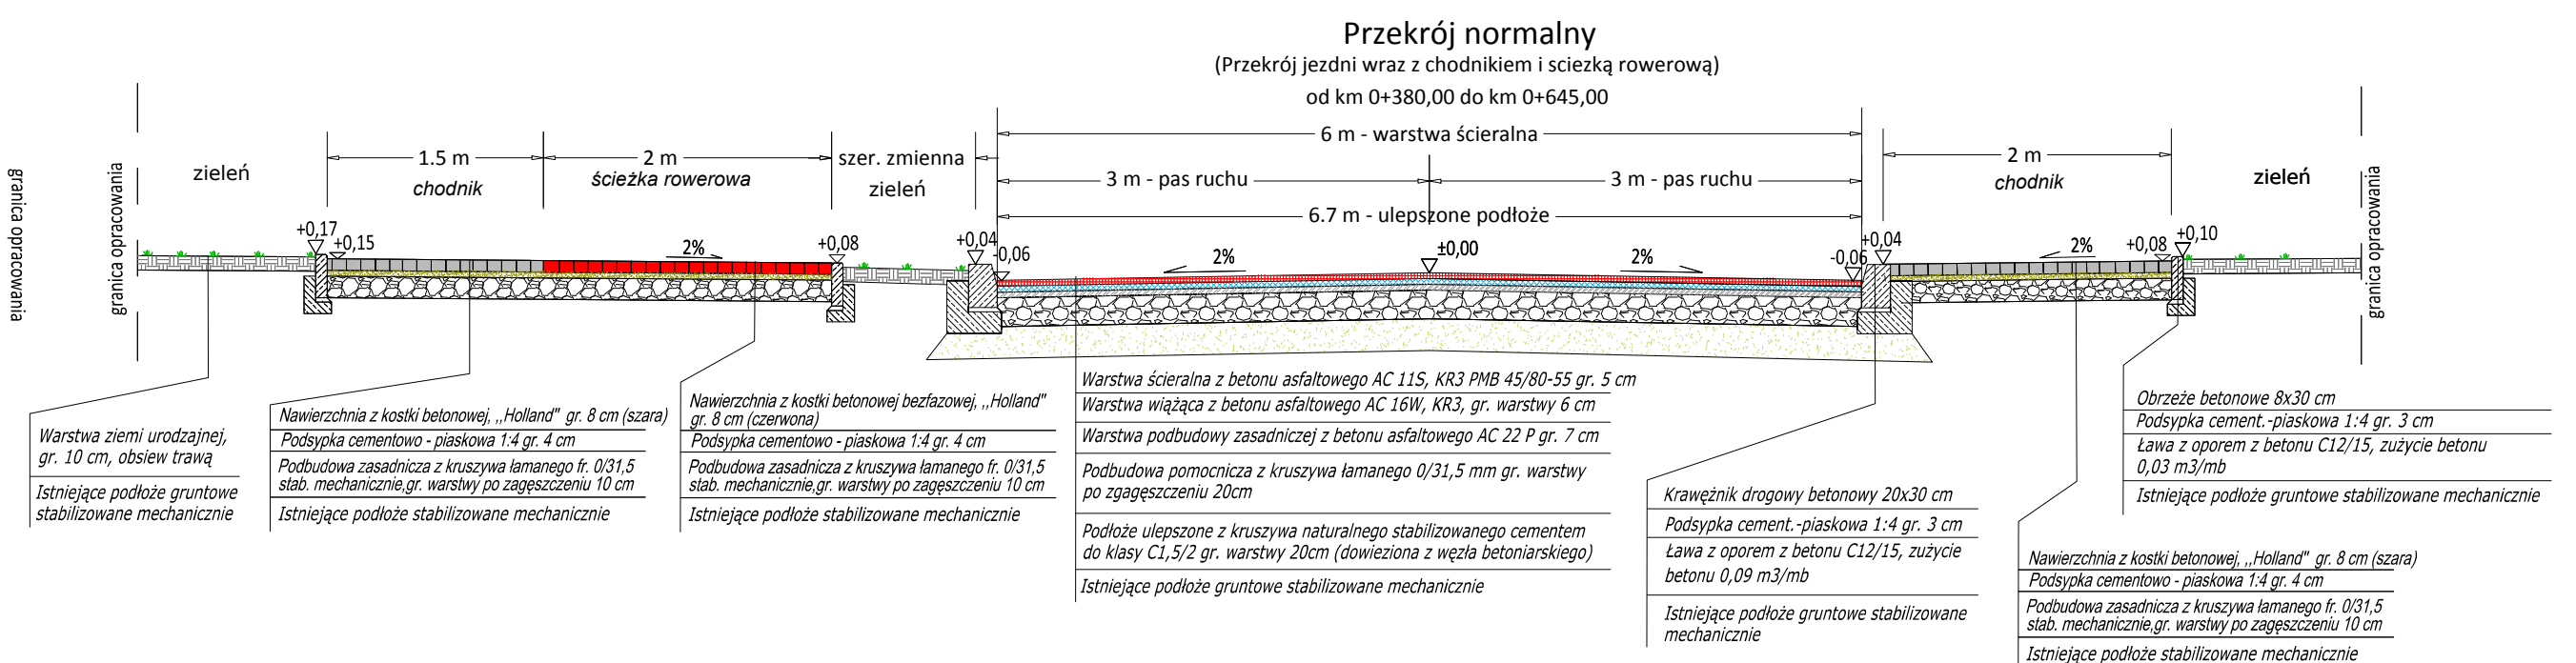 Przekrój normalny
(Przekrój jezdni wraz z chodnikiem i sciezką rowerową)
od km 0+380,00 do km 0+645,00
6 m - warstwa ścieralna
granica opracowania
granica opracowania
zieleń
1.5 m
chodnik
2 m
ścieżka rowerowa
szer. zmienna
zieleń
3 m - pas ruchu
3 m - pas ruchu
6.7 m - ulepszone podłoże
2 m
chodnik
zieleń
granica opracowania
+0,17
+0,15
2%
+0,08
+0,04
-0,06
2%
±0,00
2%
-0,06
+0,04
2%
+0,08
+0,10
Warstwa ziemi urodzajnej,
gr. 10 cm, obsiew trawą
Istniejące podłoże gruntowe
stabilizowane mechanicznie
Nawierzchnia z kostki betonowej, ,,Holland" gr. 8 cm (szara)
Podsypka cementowo - piaskowa 1:4 gr. 4 cm
Podbudowa zasadnicza z kruszywa łamanego fr. 0/31,5
stab. mechanicznie,gr. warstwy po zagęszczeniu 10 cm
Istniejące podłoże stabilizowane mechanicznie
Nawierzchnia z kostki betonowej bezfazowej, ,,Holland"
gr. 8 cm (czerwona)
Podsypka cementowo - piaskowa 1:4 gr. 4 cm
Podbudowa zasadnicza z kruszywa łamanego fr. 0/31,5
stab. mechanicznie,gr. warstwy po zagęszczeniu 10 cm
Istniejące podłoże stabilizowane mechanicznie
Warstwa ścieralna z betonu asfaltowego AC 11S, KR3 PMB 45/80-55 gr. 5 cm
Warstwa wiążąca z betonu asfaltowego AC 16W, KR3, gr. warstwy 6 cm
Warstwa podbudowy zasadniczej z betonu asfaltowego AC 22 P gr. 7 cm
Podbudowa pomocnicza z kruszywa łamanego 0/31,5 mm gr. warstwy
po zgagęszczeniu 20cm
Podłoże ulepszone z kruszywa naturalnego stabilizowanego cementem
do klasy C1,5/2 gr. warstwy 20cm (dowieziona z węzła betoniarskiego)
Istniejące podłoże gruntowe stabilizowane mechanicznie
Krawężnik drogowy betonowy 20x30 cm
Podsypka cement.-piaskowa 1:4 gr. 3 cm
Ława z oporem z betonu C12/15, zużycie
betonu 0,09 m3/mb
Istniejące podłoże gruntowe stabilizowane
mechanicznie
Obrzeże betonowe 8x30 cm
Podsypka cement.-piaskowa 1:4 gr. 3 cm
Ława z oporem z betonu C12/15, zużycie betonu
0,03 m3/mb
Istniejące podłoże gruntowe stabilizowane mechanicznie
Nawierzchnia z kostki betonowej, ,,Holland" gr. 8 cm (szara)
Podsypka cementowo - piaskowa 1:4 gr. 4 cm
Podbudowa zasadnicza z kruszywa łamanego fr. 0/31,5
stab. mechanicznie,gr. warstwy po zagęszczeniu 10 cm
Istniejące podłoże stabilizowane mechanicznie